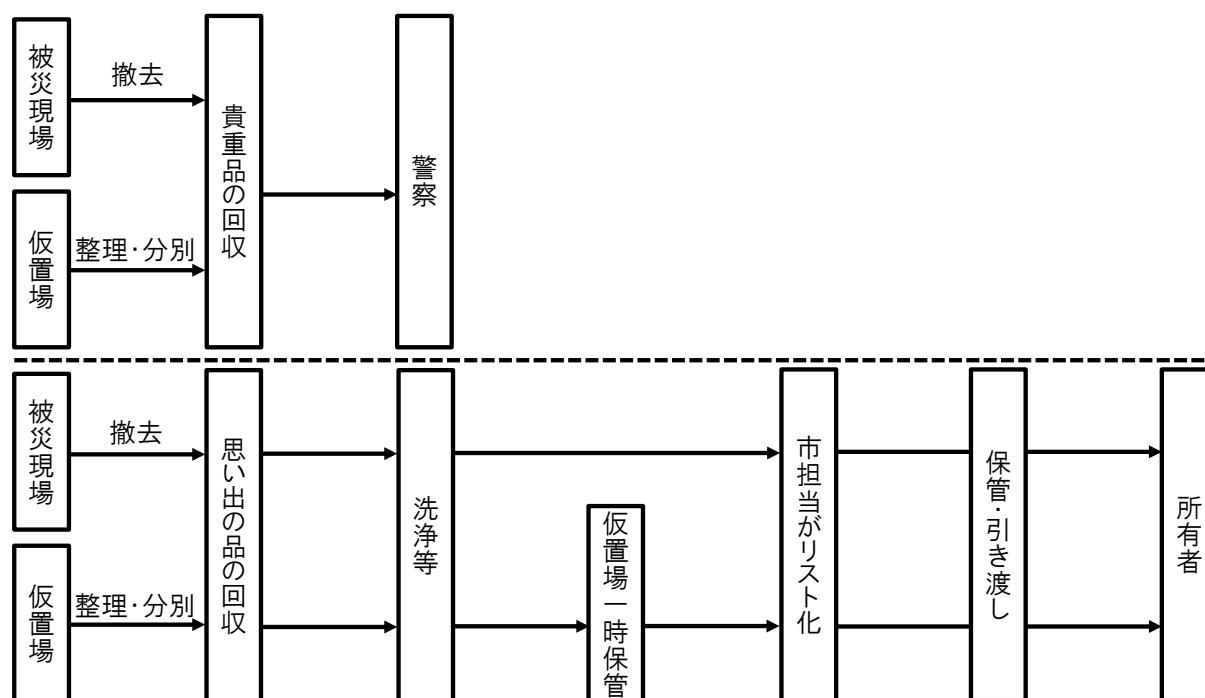 被災現場
撤去
仮置場
整理・分別
貴重品の回収
警察
被災現場
撤去
仮置場
整理・分別
思い出の品の回収
洗浄等
仮置場一時保管
市担当がリスト化
保管・引き渡し
所有者